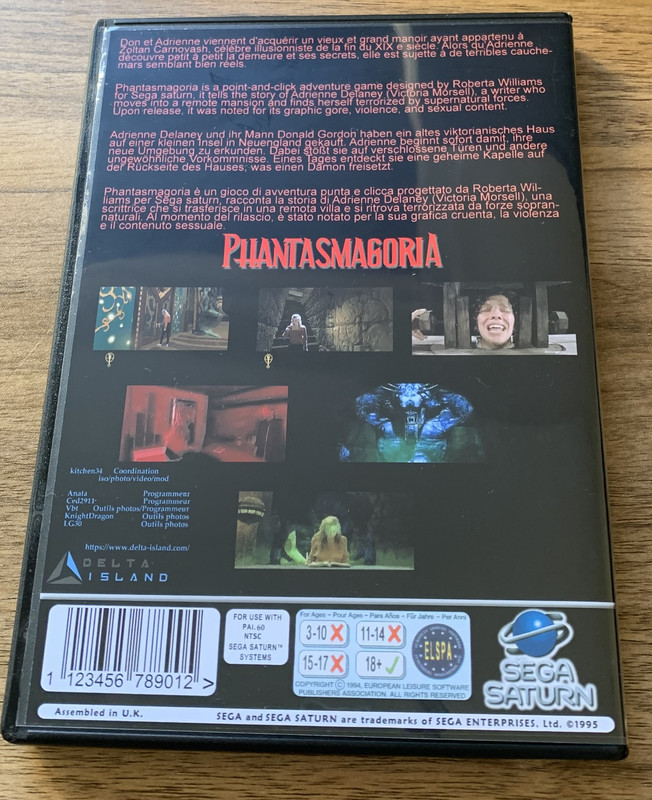 Don et Adrienne viennent d'acquérir un vieux et grand manoir ayant appartenu à
Zoltan Carnovash, célèbre illusionniste de la fin du XIX e siècle. Alors qu'Adrienne
découvre petit à petit la demeure et ses secrets, elle est sujette à de terribles cauche-
mars semblant bien réels.
Phantasmagoria is a point-and-click adventure game designed by Roberta Williams
for Sega saturn, it tells the story of Adrienne Delaney (Victoria Morsell), a writer who
moves into a remote mansion and finds herself terrorized by supernatural forces.
Upon release, it was noted for its graphic gore, violence, and sexual content.
Adrienne Delaney und ihr Mann Donald Gordon haben ein altes viktorianisches Haus
auf einer kleinen Insel in Neuengland gekauft. Adrienne beginnt sofort damit, ihre
neue Umgebung zu erkunden. Dabei stößt sie auf verschlossene Türen und andere
ungewöhnliche Vorkommnisse. Eines Tages entdeckt sie eine geheime Kapelle auf
der Rückseite des Hauses, was einen Dämon freisetzt.
Phantasmagoria è un gioco di avventura punta e clicca progettato da Roberta Wil-
liams per Sega saturn, racconta la storia di Adrienne Delaney (Victoria Morsell), una
scrittrice che si trasferisce in una remota villa e si ritrova terrorizzata da forze sopran-
naturali. Al momento del rilascio, è stato notato per la sua grafica cruenta, la violenza
e il contenuto sessuale.
PHANTASMAGORIA
kitchen34 Coordination
iso/photo/video/mod
Anata Programmeur
Ced2911- Programmeur
Vbt Outils photos/Programmeur
KnightDragon Outils photos
LG50 Outils photos
https://www.delta-island.com/
DELTA
ISLAND
1 123456 789012 >
FOR USE WITH
PAL60
NTSC
SEGA SATURN™
SYSTEMS
For Ages - Pour Ages - Para Años - Für Jahre - Per Anni
3-10 11-14
15-17 18+
ELSPA
COPYRIGHT © 1994, EUROPEAN LEISURE SOFTWARE
PUBLISHERS ASSOCIATION. ALL RIGHTS RESERVED
SEGA
SATURN
Assembled in U.K. SEGA and SEGA SATURN are trademarks of SEGA ENTERPRISES. Ltd. ©1995